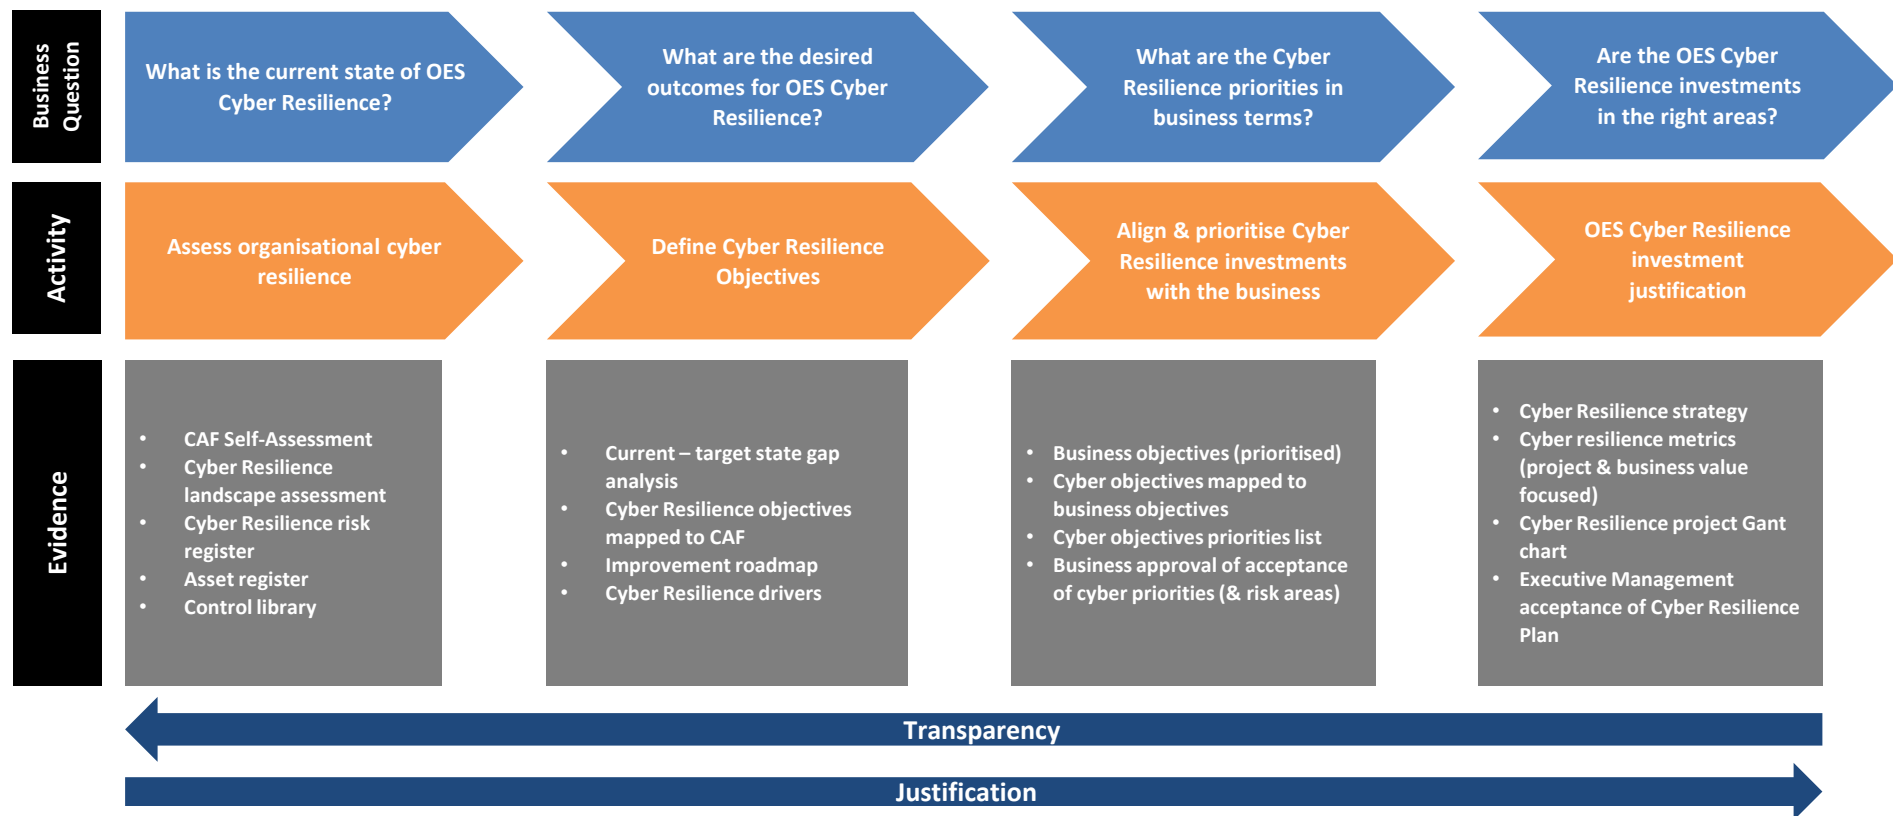 Business
Question
What is the current state of OES
Cyber Resilience?
What are the desired
outcomes for OES Cyber
Resilience?
What are the Cyber
Resilience priorities in
business terms?
Are the OES Cyber
Resilience investments
in the right areas?
Activity
Assess organisational cyber
resilience
Define Cyber Resilience
Objectives
Align & prioritise Cyber
Resilience investments
with the business
OES Cyber Resilience
investment
justification
Evidence
• CAF Self-Assessment
• Cyber Resilience
landscape assessment
• Cyber Resilience risk
register
• Asset register
• Control library
• Current – target state gap
analysis
• Cyber Resilience objectives
mapped to CAF
• Improvement roadmap
• Cyber Resilience drivers
• Business objectives (prioritised)
• Cyber objectives mapped to
business objectives
• Cyber objectives priorities list
• Business approval of acceptance
of cyber priorities (& risk areas)
• Cyber Resilience strategy
• Cyber resilience metrics
(project & business value
focused)
• Cyber Resilience project Gant
chart
• Executive Management
acceptance of Cyber Resilience
Plan
Transparency
Justification